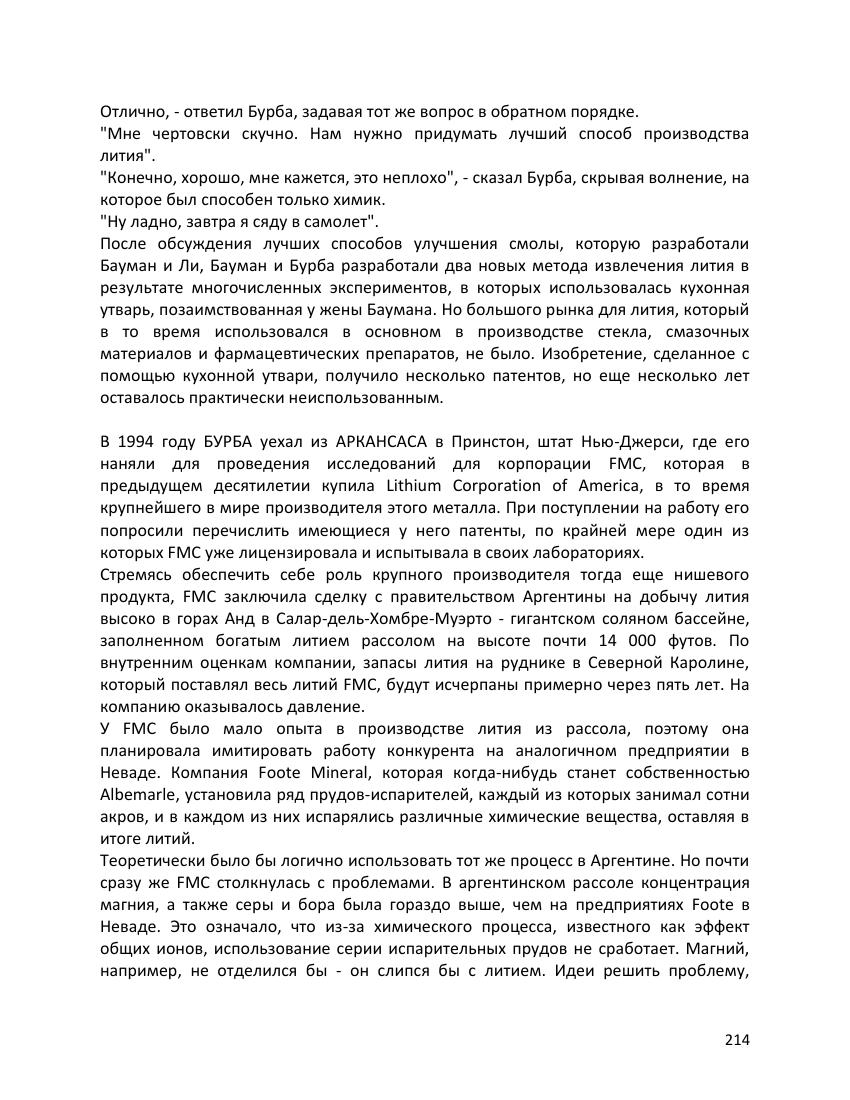 Отлично, - ответил Бурба, задавая тот же вопрос в обратном порядке.
"Мне чертовски скучно. Нам нужно придумать лучший способ производства
лития".
"Конечно, хорошо, мне кажется, это неплохо", - сказал Бурба, скрывая волнение, на
которое был способен только химик.
"Ну ладно, завтра я сяду в самолет".
После обсуждения лучших способов улучшения смолы, которую разработали
Бауман и Ли, Бауман и Бурба разработали два новых метода извлечения лития в
результате многочисленных экспериментов, в которых использовалась кухонная
утварь, позаимствованная у жены Баумана. Но большого рынка для лития, который
в то время использовался в основном в производстве стекла, смазочных
материалов и фармацевтических препаратов, не было. Изобретение, сделанное с
помощью кухонной утвари, получило несколько патентов, но еще несколько лет
оставалось практически неиспользованным.
В 1994 году БУРБА уехал из АРКАНСАСА в Принстон, штат Нью-Джерси, где его
наняли для проведения исследований для корпорации FMC, которая в
предыдущем десятилетии купила Lithium Corporation of America, в то время
крупнейшего в мире производителя этого металла. При поступлении на работу его
попросили перечислить имеющиеся у него патенты, по крайней мере один из
которых FMC уже лицензировала и испытывала в своих лабораториях.
Стремясь обеспечить себе роль крупного производителя тогда еще нишевого
продукта, FMC заключила сделку с правительством Аргентины на добычу лития
высоко в горах Анд в Салар-дель-Хомбре-Муэрто - гигантском соляном бассейне,
заполненном богатым литием рассолом на высоте почти 14 000 футов. По
внутренним оценкам компании, запасы лития на руднике в Северной Каролине,
который поставлял весь литий FMC, будут исчерпаны примерно через пять лет. На
компанию оказывалось давление.
У FMC было мало опыта в производстве лития из рассола, поэтому она
планировала имитировать работу конкурента на аналогичном предприятии в
Неваде. Компания Foote Mineral, которая когда-нибудь станет собственностью
Albemarle, установила ряд прудов-испарителей, каждый из которых занимал сотни
акров, и в каждом из них испарялись различные химические вещества, оставляя в
итоге литий.
Теоретически было бы логично использовать тот же процесс в Аргентине. Но почти
сразу же FMC столкнулась с проблемами. В аргентинском рассоле концентрация
магния, а также серы и бора была гораздо выше, чем на предприятиях Foote в
Неваде. Это означало, что из-за химического процесса, известного как эффект
общих ионов, использование серии испарительных прудов не сработает. Магний,
например, не отделился бы - он слипся бы с литием. Идеи решить проблему,
214